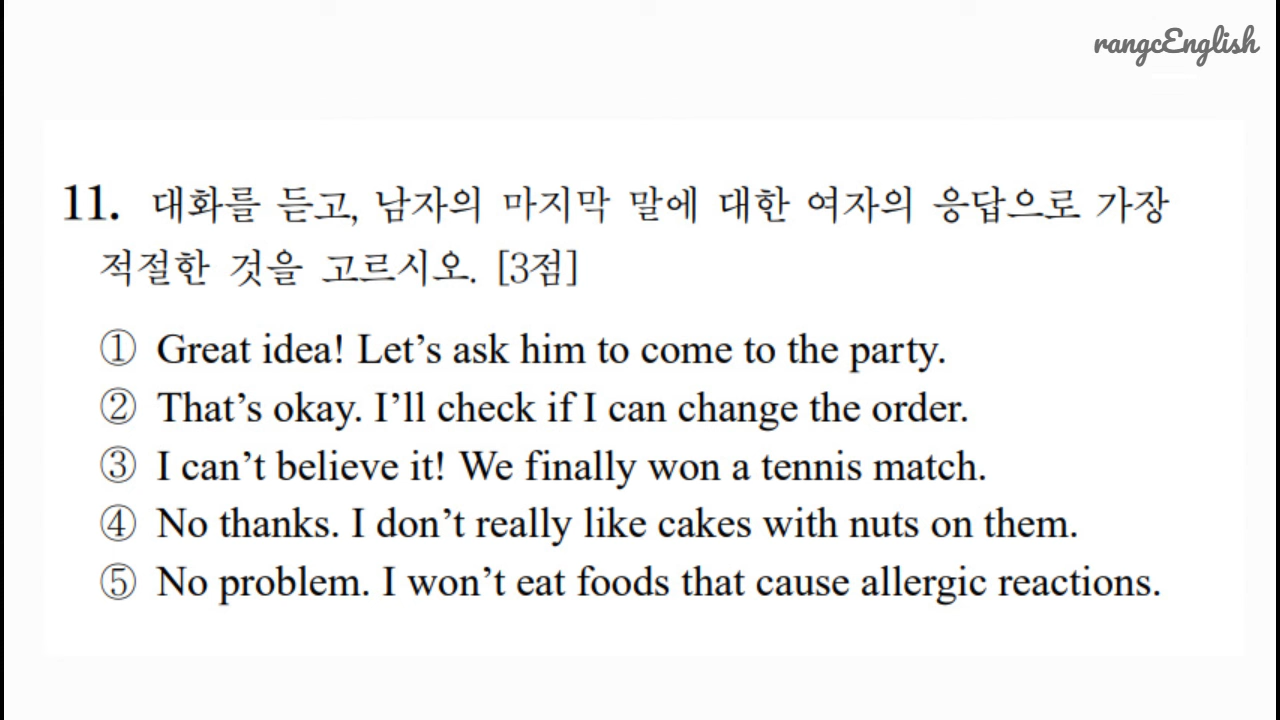 rangcEnglish
11. 대화를 듣고, 남자의 마지막 말에 대한 여자의 응답으로 가장
적절한 것을 고르시오. [3점]
① Great idea! Let’s ask him to come to the party.
② That’s okay. I’ll check if I can change the order.
③ I can’t believe it! We finally won a tennis match.
④ No thanks. I don’t really like cakes with nuts on them.
⑤ No problem. I won’t eat foods that cause allergic reactions.